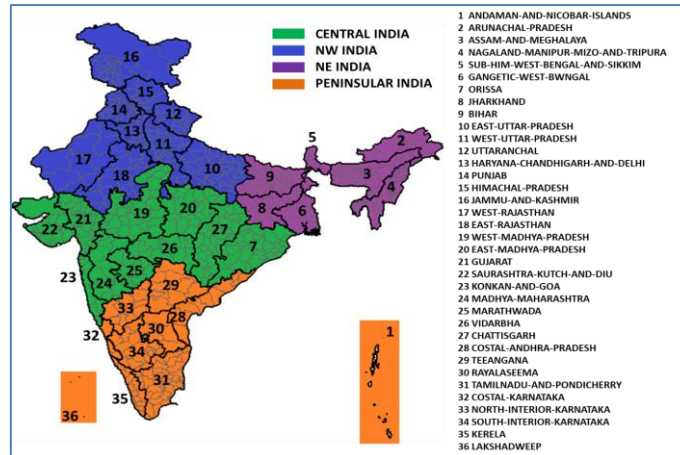 CENTRAL INDIA
NW INDIA
NE INDIA
PENINSULAR INDIA
16
15
14
12
13
11
17
18
10
5
2
9
3
4
8
6
19
20
21
22
27
7
26
23
24
25
29
33
28
32
30
34
1
31
35
36
1 ANDAMAN-AND-NICOBAR-ISLANDS
2 ARUNACHAL-PRADESH
3 ASSAM-AND-MEGHALAYA
4 NAGALAND-MANIPUR-MIZO-AND-TRIPURA
5 SUB-HIM-WEST-BENGAL-AND-SIKKIM
6 GANGETIC-WEST-BWNGAL
7 ORISSA
8 JHARKHAND
9 BIHAR
10 EAST-UTTAR-PRADESH
11 WEST-UTTAR-PRADESH
12 UTTARANCHAL
13 HARYANA-CHANDIGARH-AND-DELHI
14 PUNJAB
15 HIMACHAL-PRADESH
16 JAMMU-AND-KASHMIR
17 WEST-RAJASTHAN
18 EAST-RAJASTHAN
19 WEST-MADHYA-PRADESH
20 EAST-MADHYA-PRADESH
21 GUJARAT
22 SAURASHTRA-KUTCH-AND-DIU
23 KONKAN-AND-GOA
24 MADHYA-MAHARASHTRA
25 MARATHWADA
26 VIDARBHA
27 CHATTISGARH
28 COSTAL-ANDHRA-PRADESH
29 TEEANGANA
30 RAYALASEEMA
31 TAMILNADU-AND-PONDICHERRY
32 COSTAL-KARNATAKA
33 NORTH-INTERIOR-KARNATAKA
34 SOUTH-INTERIOR-KARNATAKA
35 KERELA
36 LAKSHADWEEP